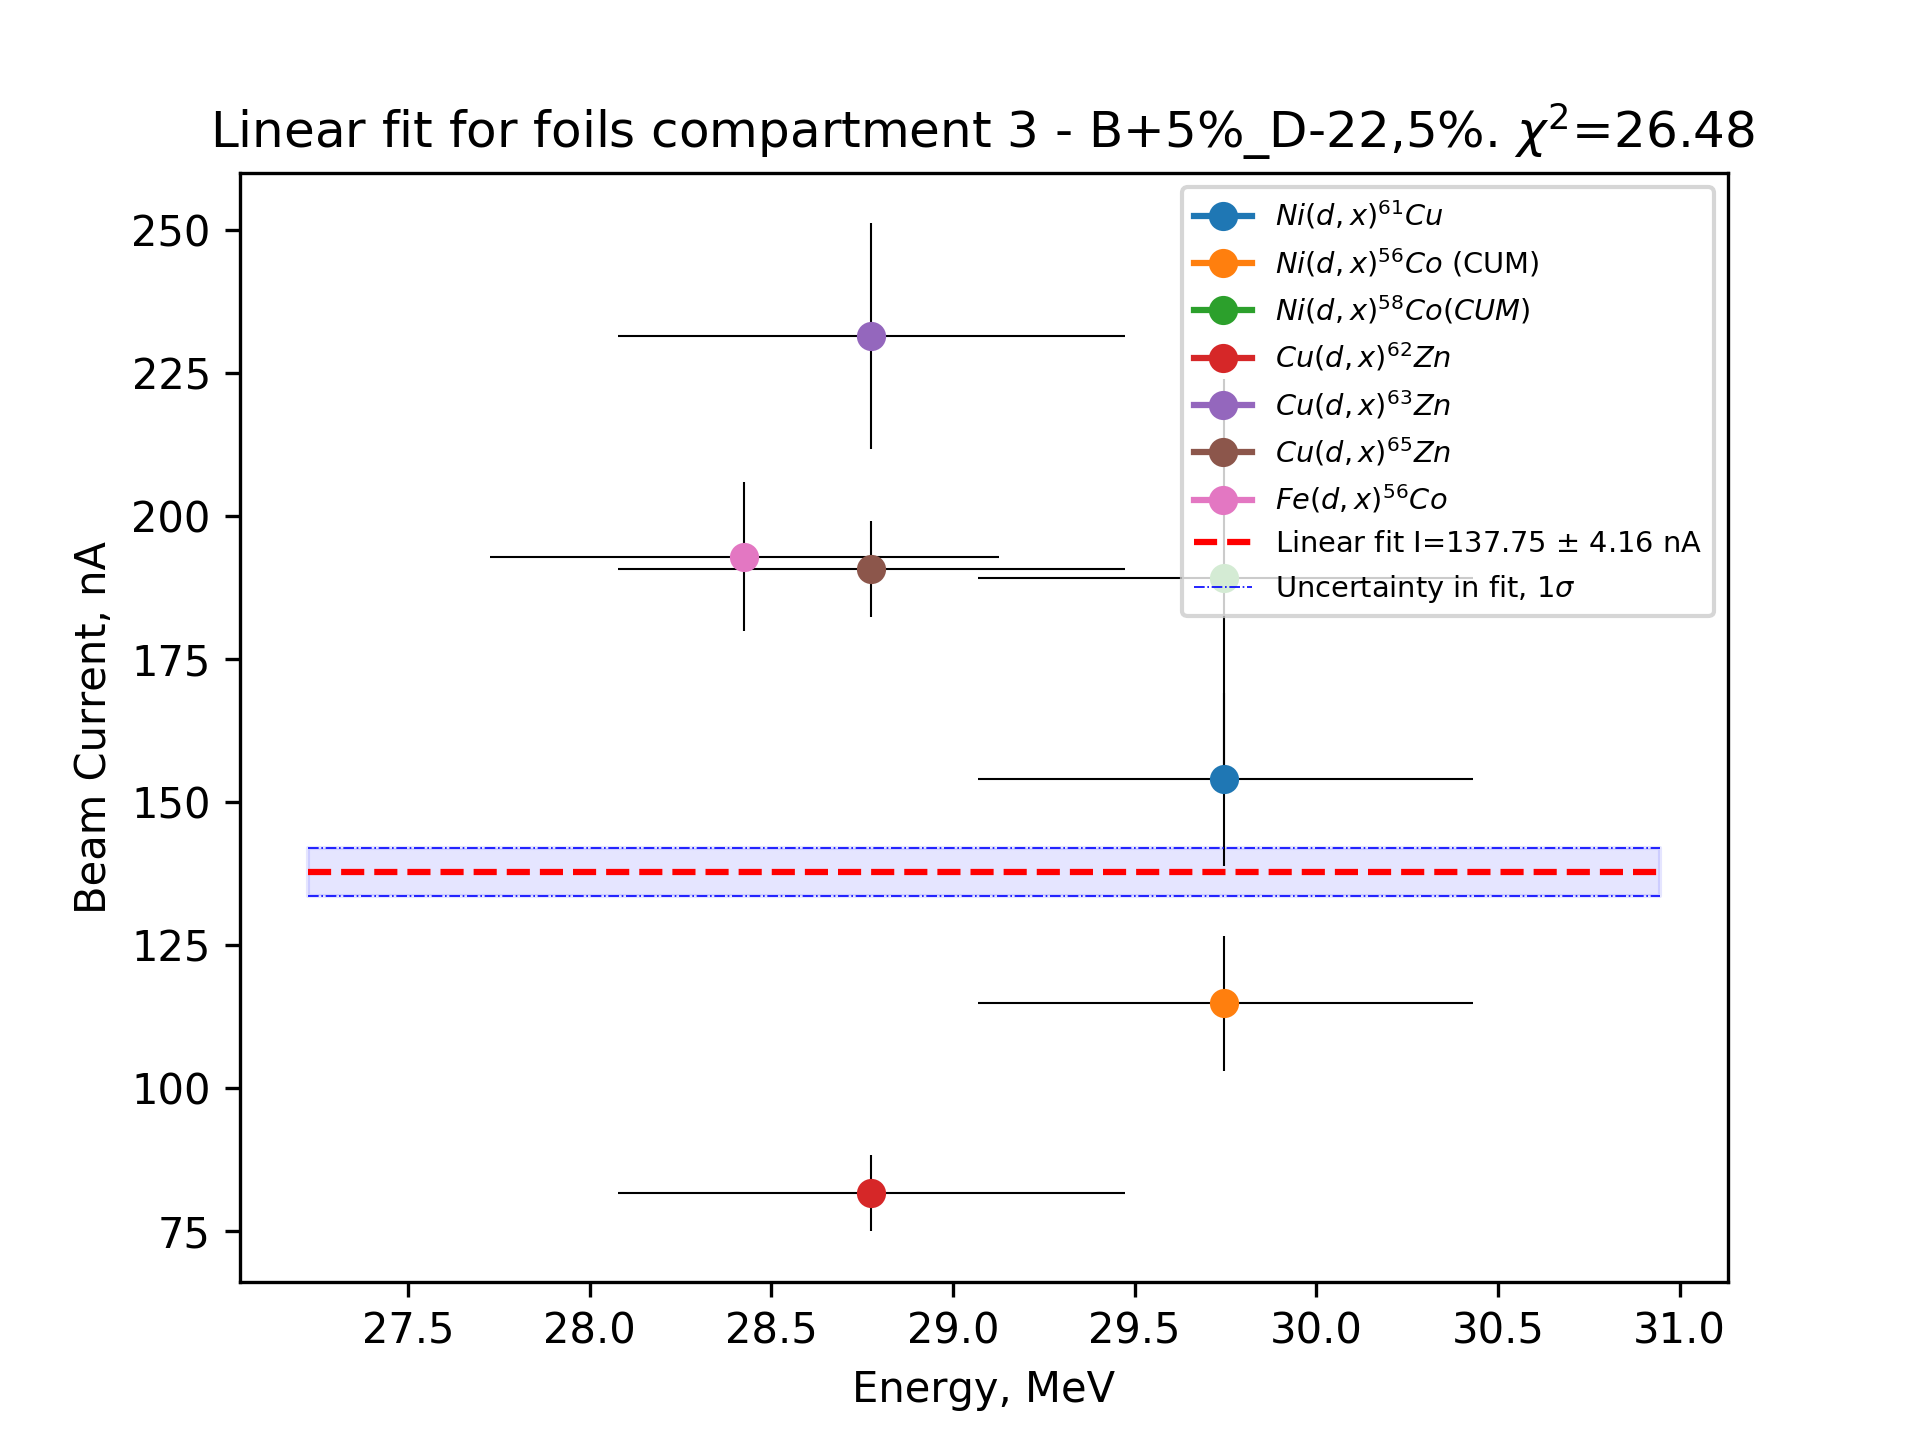 Linear fit for foils compartment 3 - B+5%_D-22,5%. χ²=26.48
250
225
200
175
150
125
100
75
Beam Current, nA
Ni(d, x)⁶¹Cu
Ni(d, x)⁵⁶Co (CUM)
Ni(d, x)⁵⁸Co(CUM)
Cu(d, x)⁶²Zn
Cu(d, x)⁶³Zn
Cu(d, x)⁶⁵Zn
Fe(d, x)⁵⁶Co
Linear fit I=137.75 ± 4.16 nA
Uncertainty in fit, 1σ
27.5 28.0 28.5 29.0 29.5 30.0 30.5 31.0
Energy, MeV